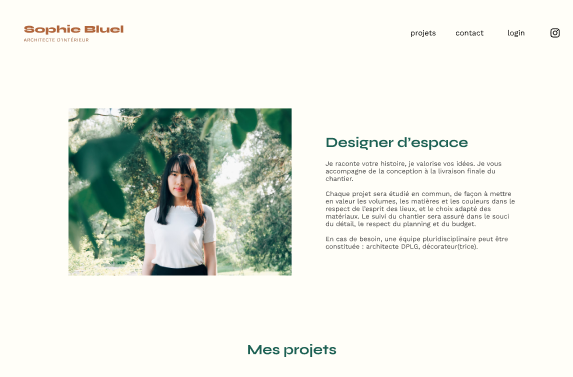 Sophie Bluel
ARCHITECTE D'INTÉRIEUR
projets
contact
login
Designer d'espace
Je raconte votre histoire, je valorise vos idées. Je vous
accompagne de la conception à la livraison finale du
chantier.
Chaque projet sera étudié en commun, de façon à mettre
en valeur les volumes, les matières et les couleurs dans le
respect de l'esprit des lieux, et le choix adapté des
matériaux. Le suivi du chantier sera assuré dans le souci
du détail, le respect du planning et du budget.
En cas de besoin, une équipe pluridisciplinaire peut être
constituée : architecte DPLG, décorateur(trice).
Mes projets